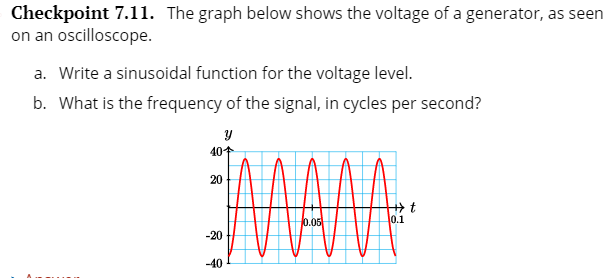 Checkpoint 7.11. The graph below shows the voltage of a generator, as seen
on an oscilloscope.
a. Write a sinusoidal function for the voltage level.
b. What is the frequency of the signal, in cycles per second?
y
40
20
t
0.05
0.1
-20
-40